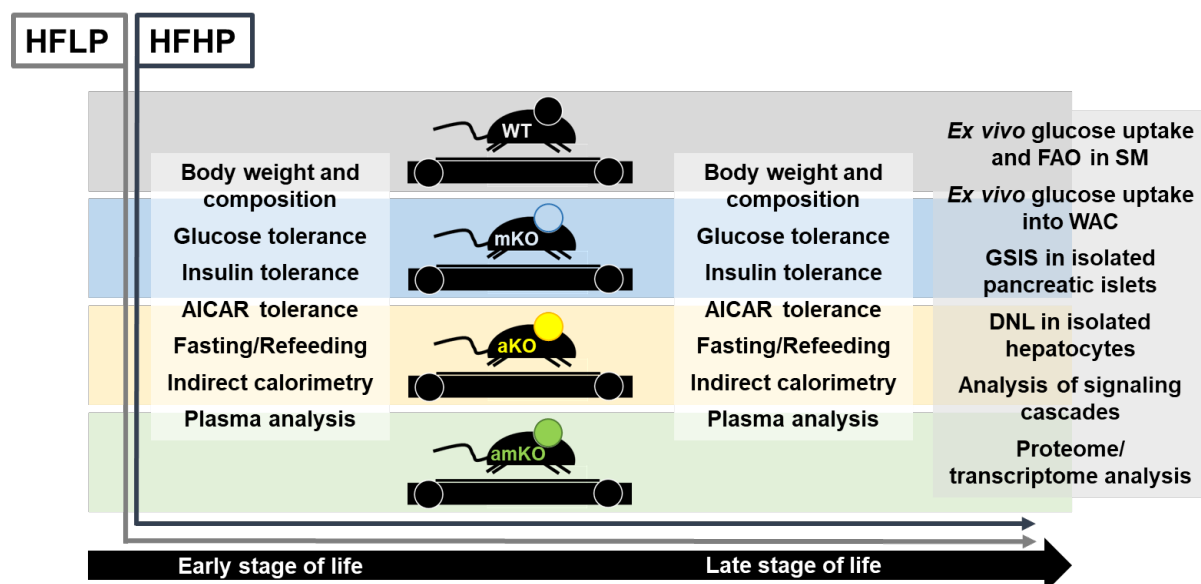 HFLP
HFHP
WT
mKO
aKO
amKO
Body weight and
composition
Glucose tolerance
Insulin tolerance
AICAR tolerance
Fasting/Refeeding
Indirect calorimetry
Plasma analysis
Body weight and
composition
Glucose tolerance
Insulin tolerance
AICAR tolerance
Fasting/Refeeding
Indirect calorimetry
Plasma analysis
Ex vivo glucose uptake
and FAO in SM
Ex vivo glucose uptake
into WAC
GSIS in isolated
pancreatic islets
DNL in isolated
hepatocytes
Analysis of signaling
cascades
Proteome/
transcriptome analysis
Early stage of life
Late stage of life